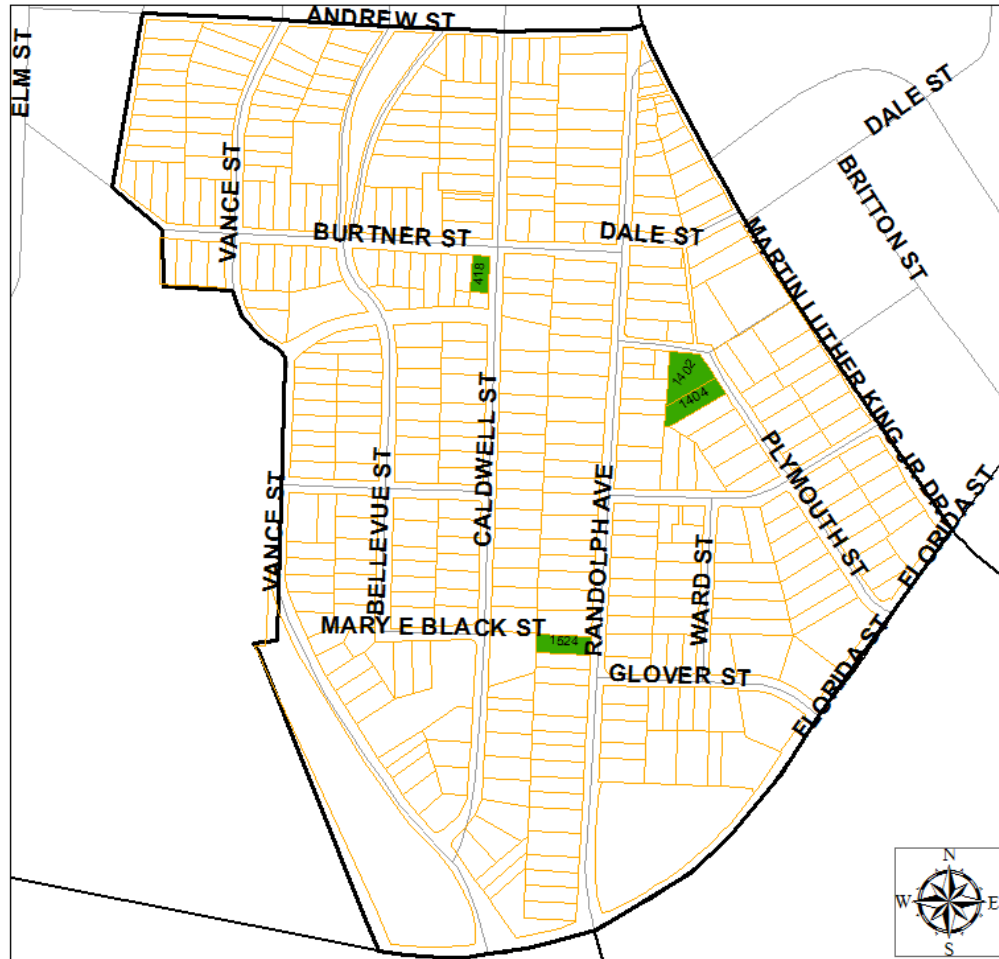 ANDREW ST
ELM ST
DALE ST
BRITTON ST
VANCE ST
BURTNER ST
DALE ST
MARTIN LUTHER KING JR DR
418
1402
1404
CALDWELL ST
PLYMOUTH ST
RANDOLPH AVE
BELLEVUE ST
VANCE ST
FLORIDA ST
WARD ST
MARY E BLACK ST
1524
GLOVER ST
FLORIDA ST
N
W
E
S